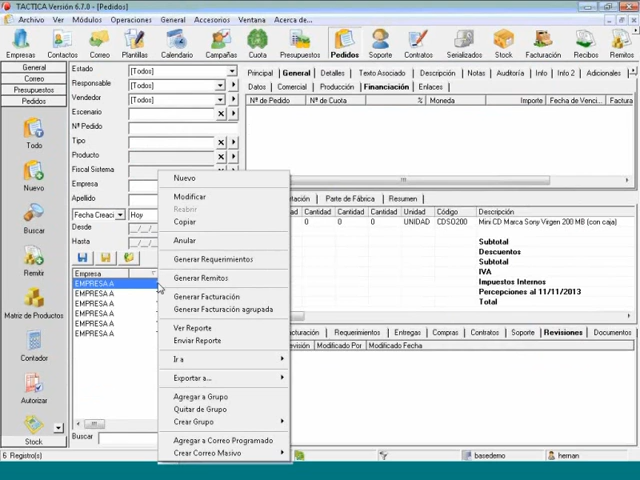 TACTICA Versión 6.7.0 - [Pedidos]
Archivo Ver Módulos Operaciones General Accesorios Ventana Acerca de...
Empresas Contactos Correo Plantillas Calendario Campañas Cuota Presupuestos Pedidos Soporte Contratos Serializados Stock Facturación Recibos Remitos
General
Correo
Presupuestos
Pedidos
Todo
Nuevo
Buscar
Remitir
Matriz de Productos
Contador
Autorizar
Stock
Estado [Todos]
Responsable [Todos]
Vendedor [Todos]
Escenario
Nª Pedido
Tipo
Producto
Fiscal Sistema
Empresa
Apellido
Fecha Creació Hoy
Desde _/_
Hasta _/_
Empresa
EMPRESA A
EMPRESA A
EMPRESA A
EMPRESA A
EMPRESA A
EMPRESA A
Buscar
6 Registro(s)
Nuevo
Modificar
Reabrir
Copiar
Anular
Generar Requerimientos
Generar Remitos
Generar Facturación
Generar Facturación agrupada
Ver Reporte
Enviar Reporte
Ir a
Exportar a...
Agregar a Grupo
Quitar de Grupo
Crear Grupo
Agregar a Correo Programado
Crear Correo Masivo
Principal General Detalles Texto Asociado Descripción Notas Auditoría Info Info 2 Adicionales
Datos Comercial Producción Financiación Enlaces
Nª de Pedido Nª de Cuota % Moneda Importe Fecha de Venci... Factura
Parte de Fábrica Resumen
Cantidad Cantidad Cantidad Unidad Código Descripción
0 0 0 UNIDAD CDSO200 Mini CD Marca Sony Virgen 200 MB (con caja)
Subtotal
Descuentos
Subtotal
IVA
Impuestos Internos
Percepciones al 11/11/2013
Total
Requerimientos Entregas Compras Contratos Soporte Facturación Revisiones Documentos
Modificado Por Modificado Fecha
basedemo hernan